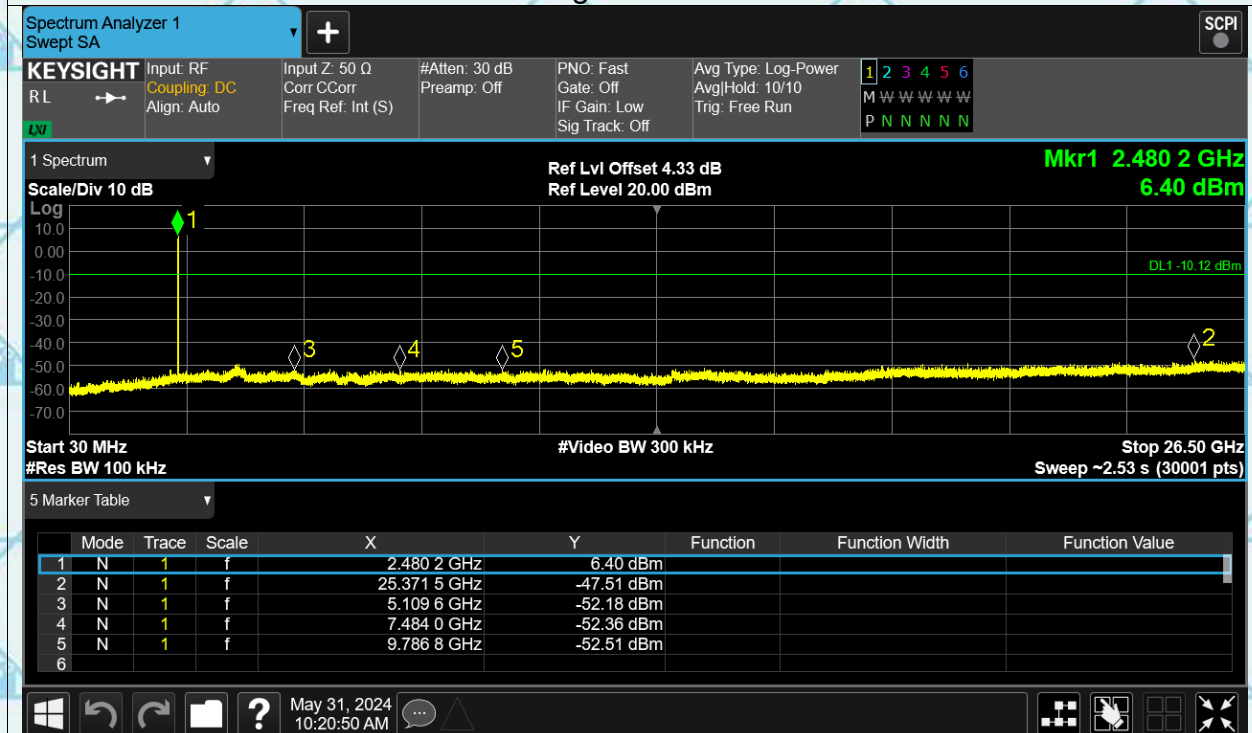 Spectrum Analyzer 1
Swept SA
+
SCPI
KEYSIGHT
RL
LXI
Input: RF
Coupling: DC
Align: Auto
Input Z: 50 Ω
Corr CCorr
Freq Ref: Int (S)
#Atten: 30 dB
Preamp: Off
PNO: Fast
Gate: Off
IF Gain: Low
Sig Track: Off
Avg Type: Log-Power
Avg|Hold: 10/10
Trig: Free Run
1 2 3 4 5 6
M W W W W W
P N N N N N
1 Spectrum
Scale/Div 10 dB
Ref Lvl Offset 4.33 dB
Ref Level 20.00 dBm
Mkr1 2.480 2 GHz
6.40 dBm
Log
10.0
0.00
-10.0
-20.0
-30.0
-40.0
-50.0
-60.0
-70.0
1
DL1 -10.12 dBm
3
4
5
2
Start 30 MHz
#Res BW 100 kHz
#Video BW 300 kHz
Stop 26.50 GHz
Sweep ~2.53 s (30001 pts)
5 Marker Table
Mode Trace Scale X Y Function Function Width Function Value
1 N 1 f 2.480 2 GHz 6.40 dBm
2 N 1 f 25.371 5 GHz -47.51 dBm
3 N 1 f 5.109 6 GHz -52.18 dBm
4 N 1 f 7.484 0 GHz -52.36 dBm
5 N 1 f 9.786 8 GHz -52.51 dBm
6
?
May 31, 2024
10:20:50 AM